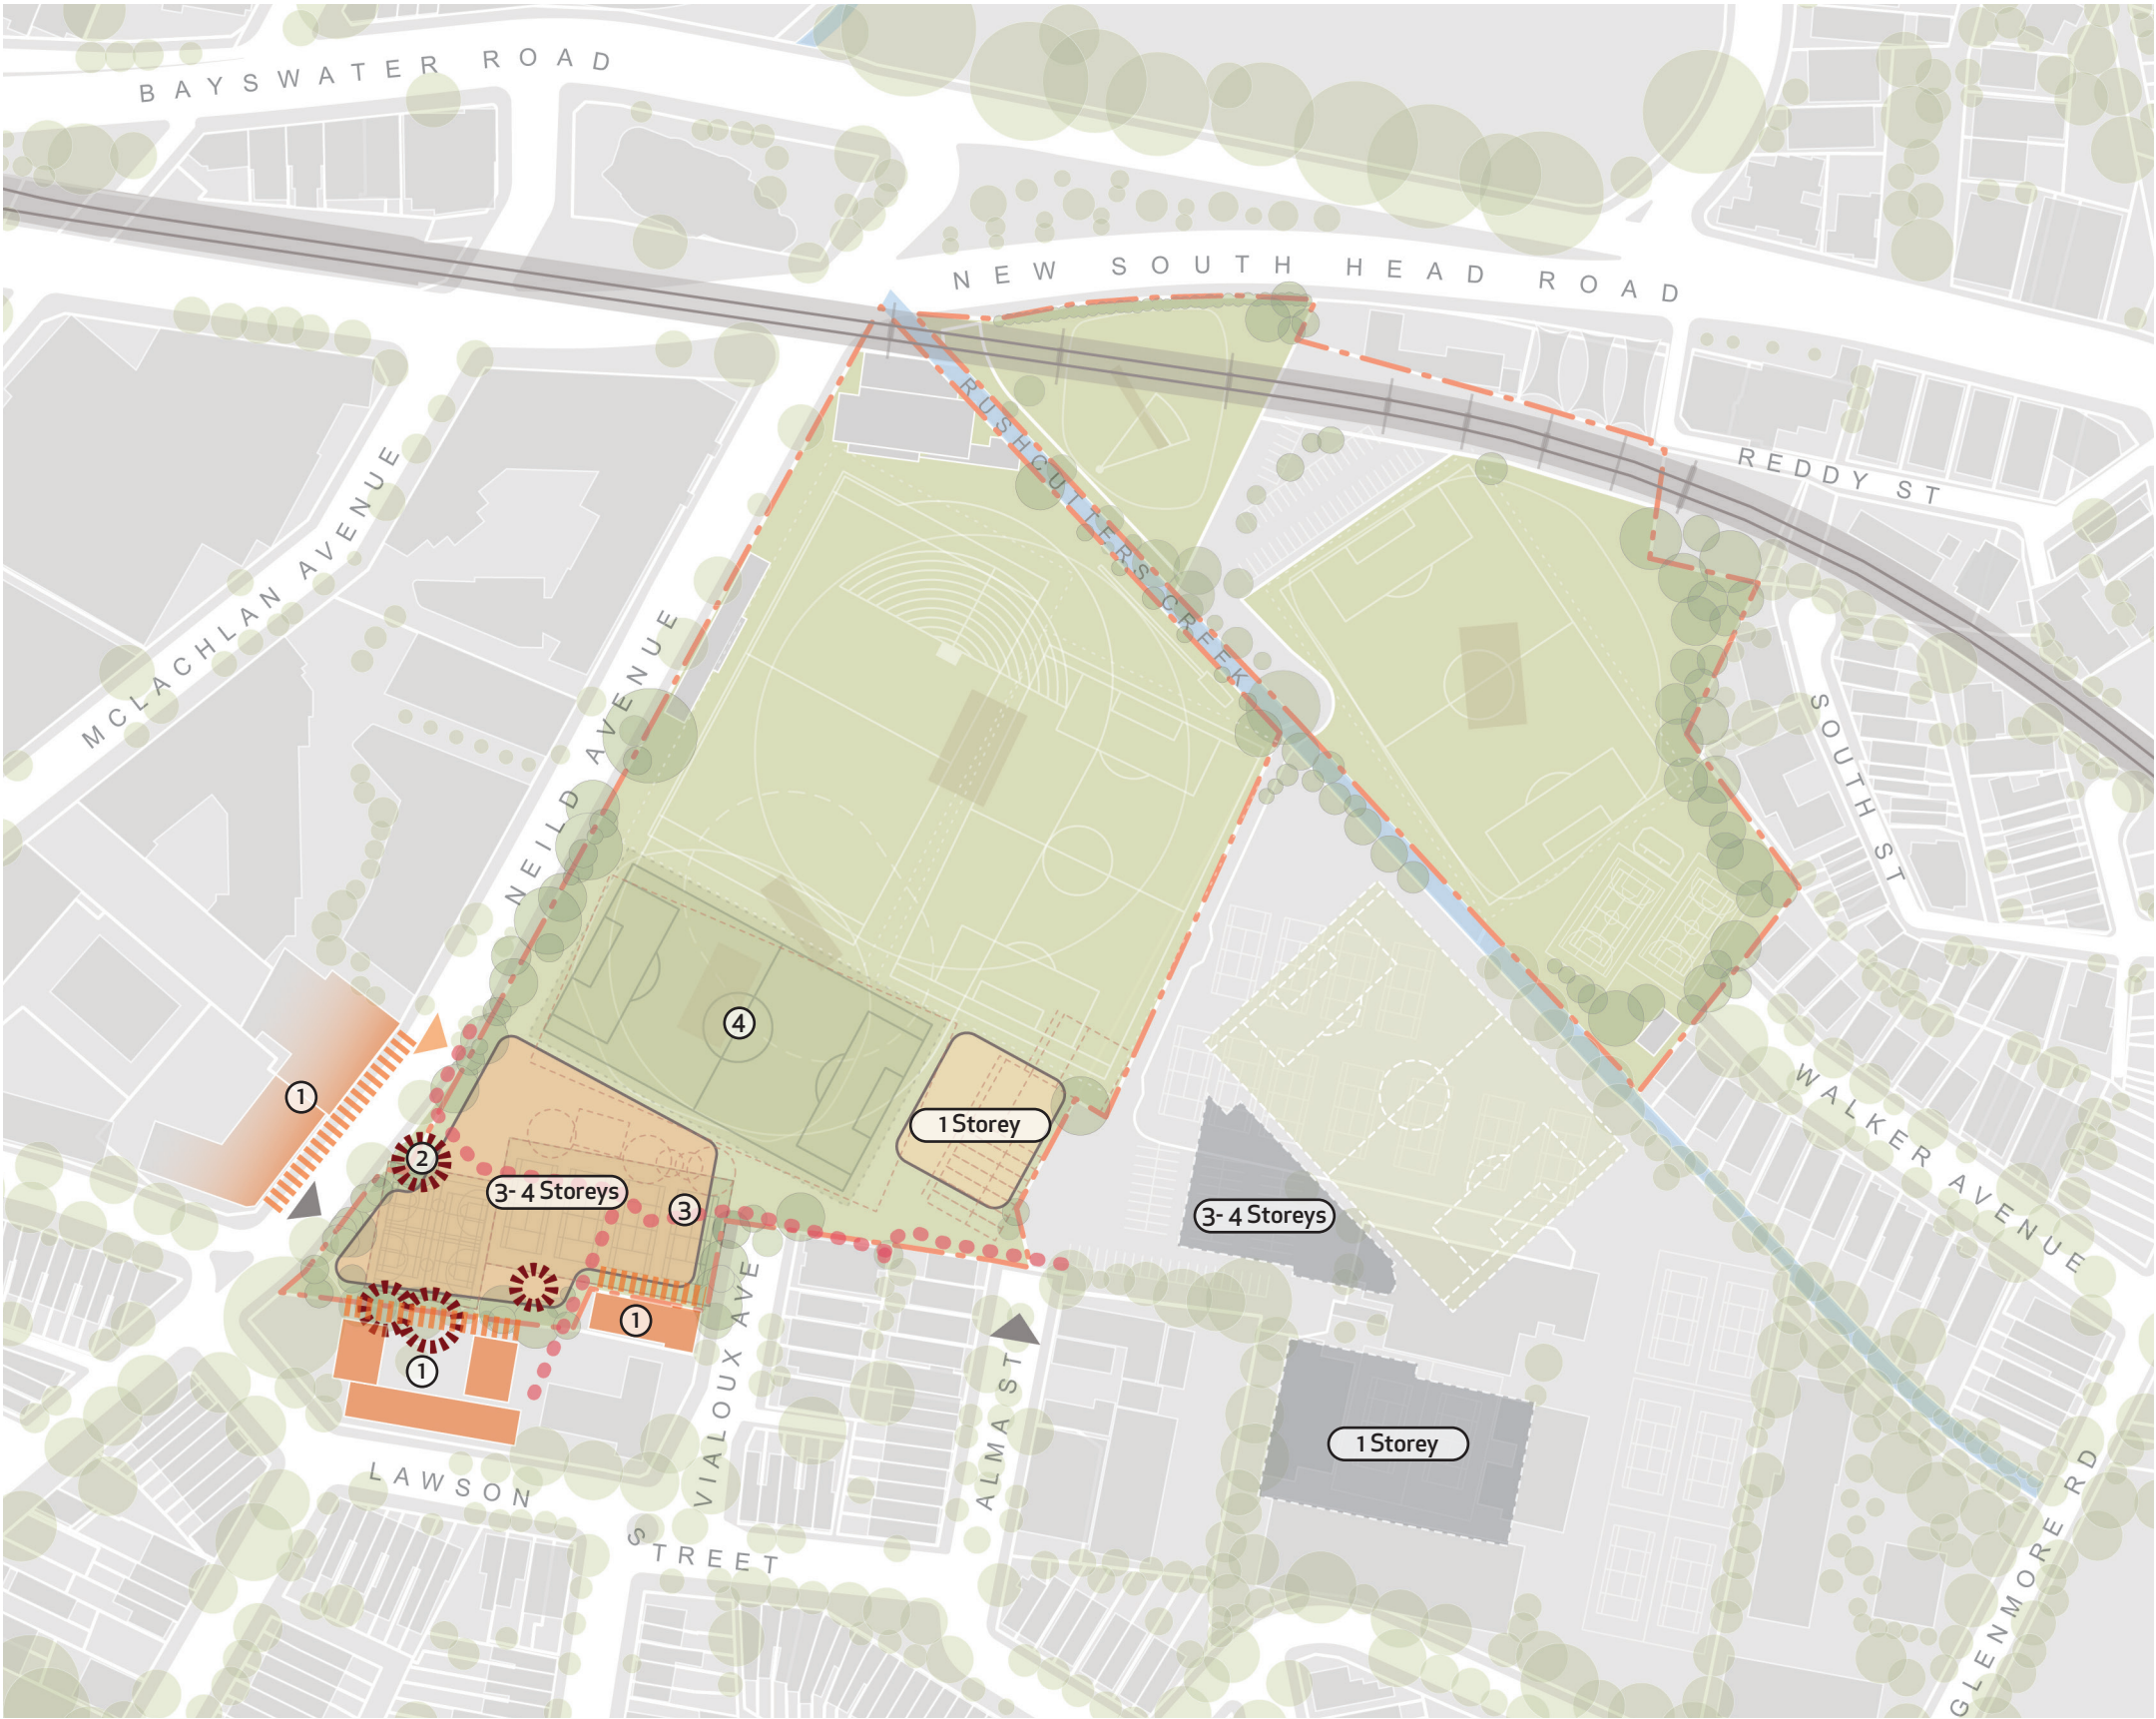 BAYSWATER ROAD
NEW SOUTH HEAD ROAD
RUSHCUTTERS CREEK
REDDY ST
MCLACHLAN AVENUE
NEILD AVENUE
SOUTH ST
4
1
1 Storey
2
3- 4 Storeys
3
3- 4 Storeys
WALKER AVENUE
1
1
VIALOUX AVE
ALMA ST
1 Storey
LAWSON STREET
GLENMORE RD